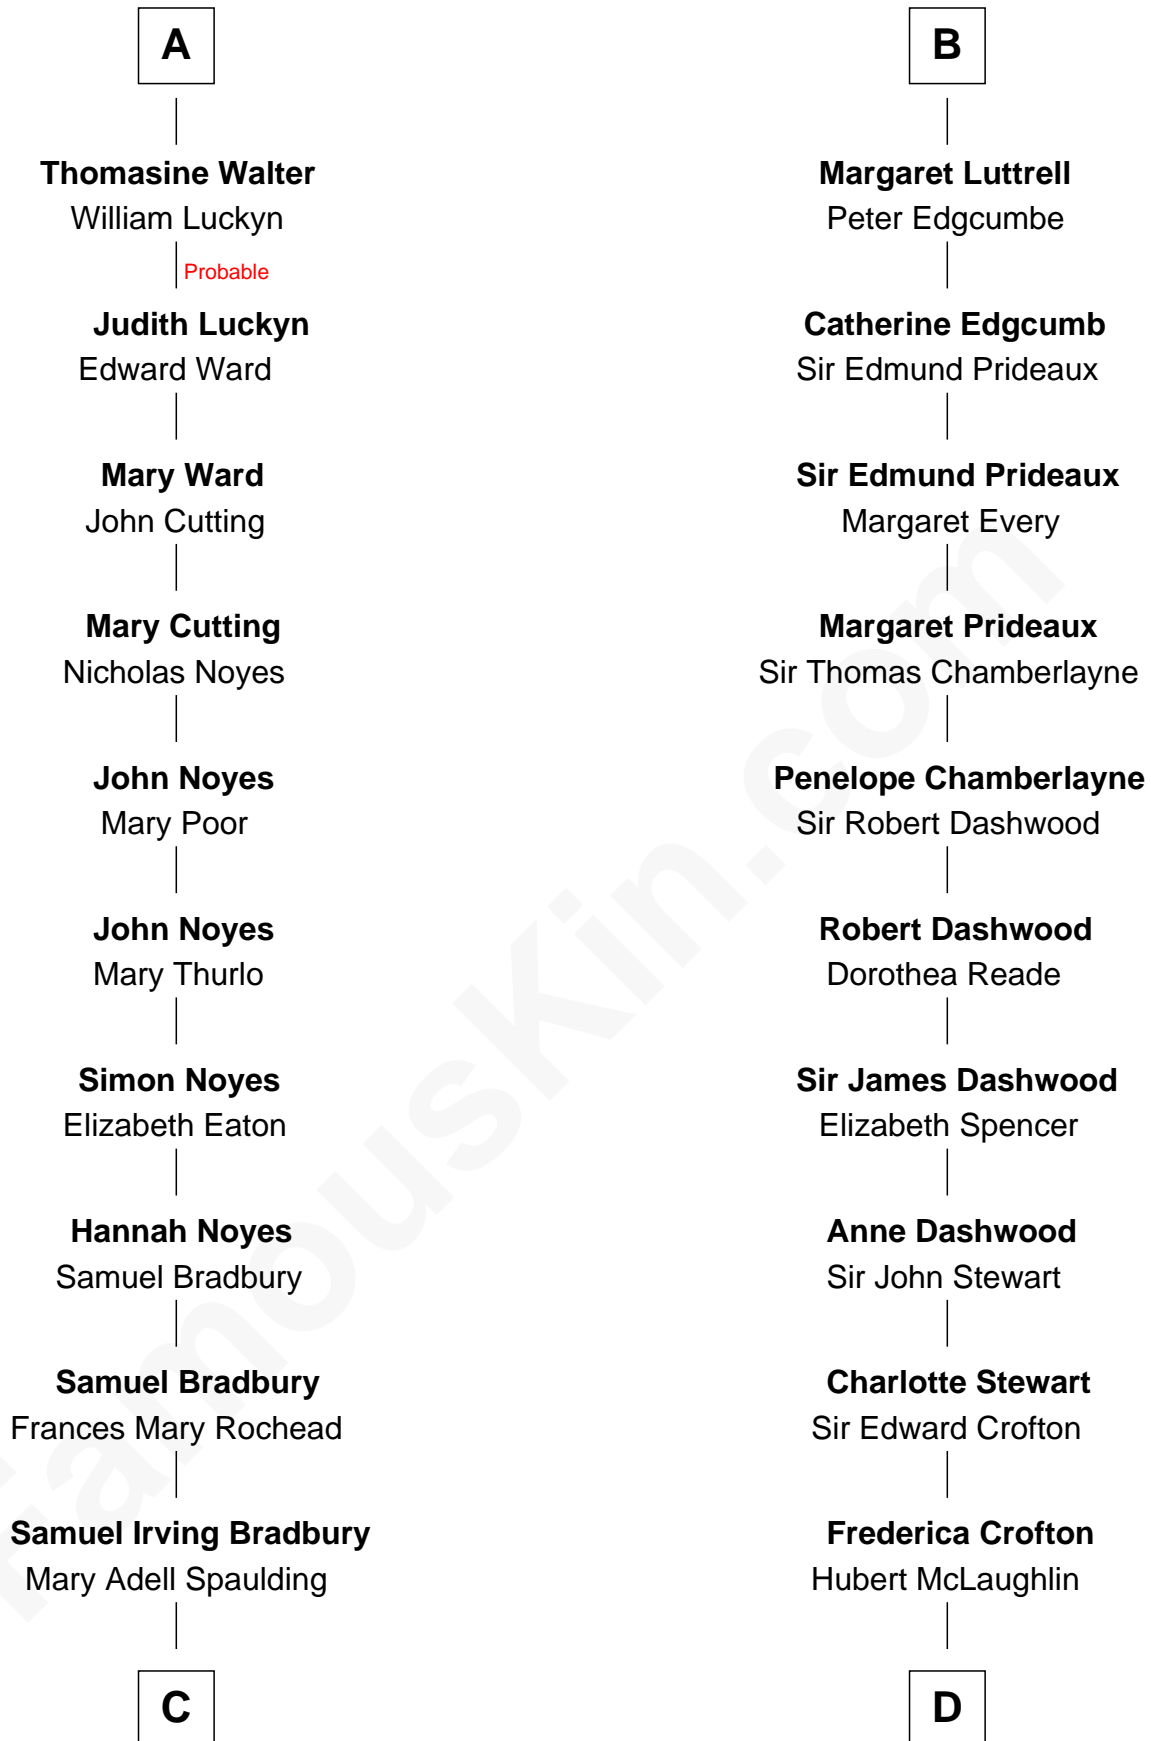 A
Thomasine Walter
William Luckyn
Probable
Judith Luckyn
Edward Ward
Mary Ward
John Cutting
Mary Cutting
Nicholas Noyes
John Noyes
Mary Poor
John Noyes
Mary Thurlo
Simon Noyes
Elizabeth Eaton
Hannah Noyes
Samuel Bradbury
Samuel Bradbury
Frances Mary Rochead
Samuel Irving Bradbury
Mary Adell Spaulding
C
B
Margaret Luttrell
Peter Edgcumbe
Catherine Edgcumb
Sir Edmund Prideaux
Sir Edmund Prideaux
Margaret Every
Margaret Prideaux
Sir Thomas Chamberlayne
Penelope Chamberlayne
Sir Robert Dashwood
Robert Dashwood
Dorothea Reade
Sir James Dashwood
Elizabeth Spencer
Anne Dashwood
Sir John Stewart
Charlotte Stewart
Sir Edward Crofton
Frederica Crofton
Hubert McLaughlin
D
FamousKin.com